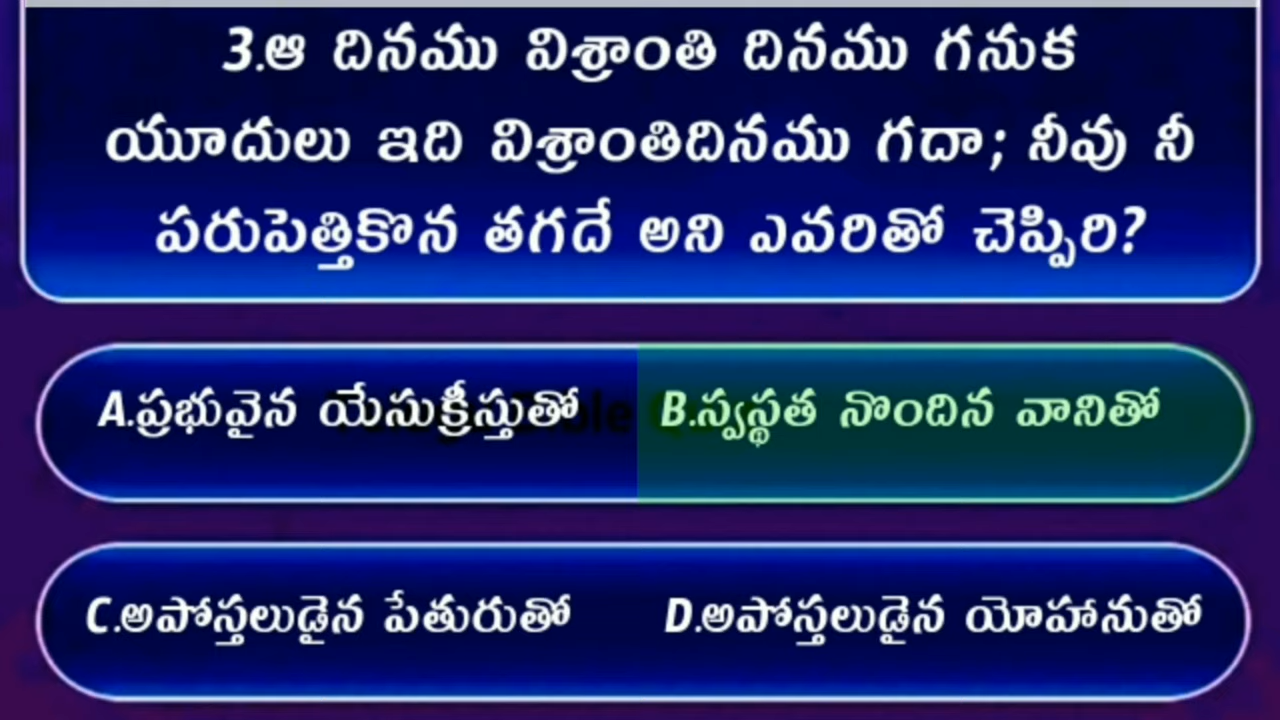 3.ఆ దినము విశ్రాంతి దినము గనుక
యూదులు ఇది విశ్రాంతిదినము గదా; నీవు నీ
పరుపెత్తికొన తగదే అని ఎవరితో చెప్పిరి?
A.ప్రభువైన యేసుక్రీస్తుతో B.స్వస్థత నొందిన వానితో
C.అపోస్తలుడైన పేతురుతో D.అపోస్తలుడైన యోహానుతో